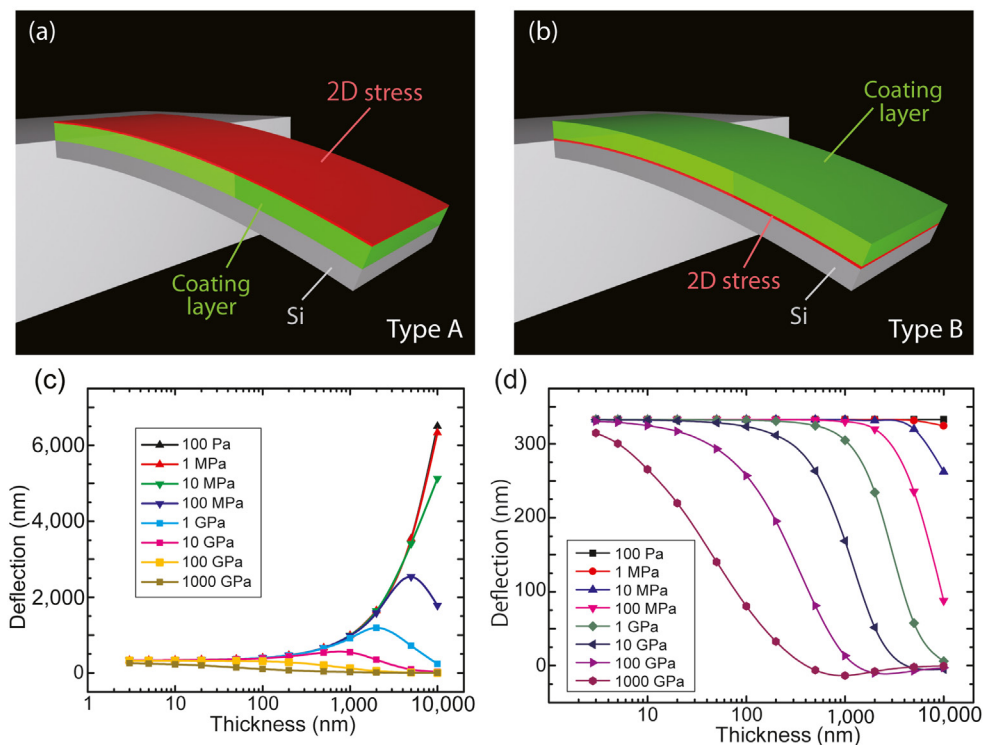 (a)
2D stress
Coating
layer
Si
Type A
(b)
Coating
layer
2D stress
Si
Type B
(c)
Deflection (nm)
6,000
4,000
2,000
0
100 Pa
1 MPa
10 MPa
100 MPa
1 GPa
10 GPa
100 GPa
1000 GPa
1
10
100
1,000
10,000
Thickness (nm)
(d)
Deflection (nm)
300
250
200
150
100
50
0
100 Pa
1 MPa
10 MPa
100 MPa
1 GPa
10 GPa
100 GPa
1000 GPa
10
100
1,000
10,000
Thickness (nm)